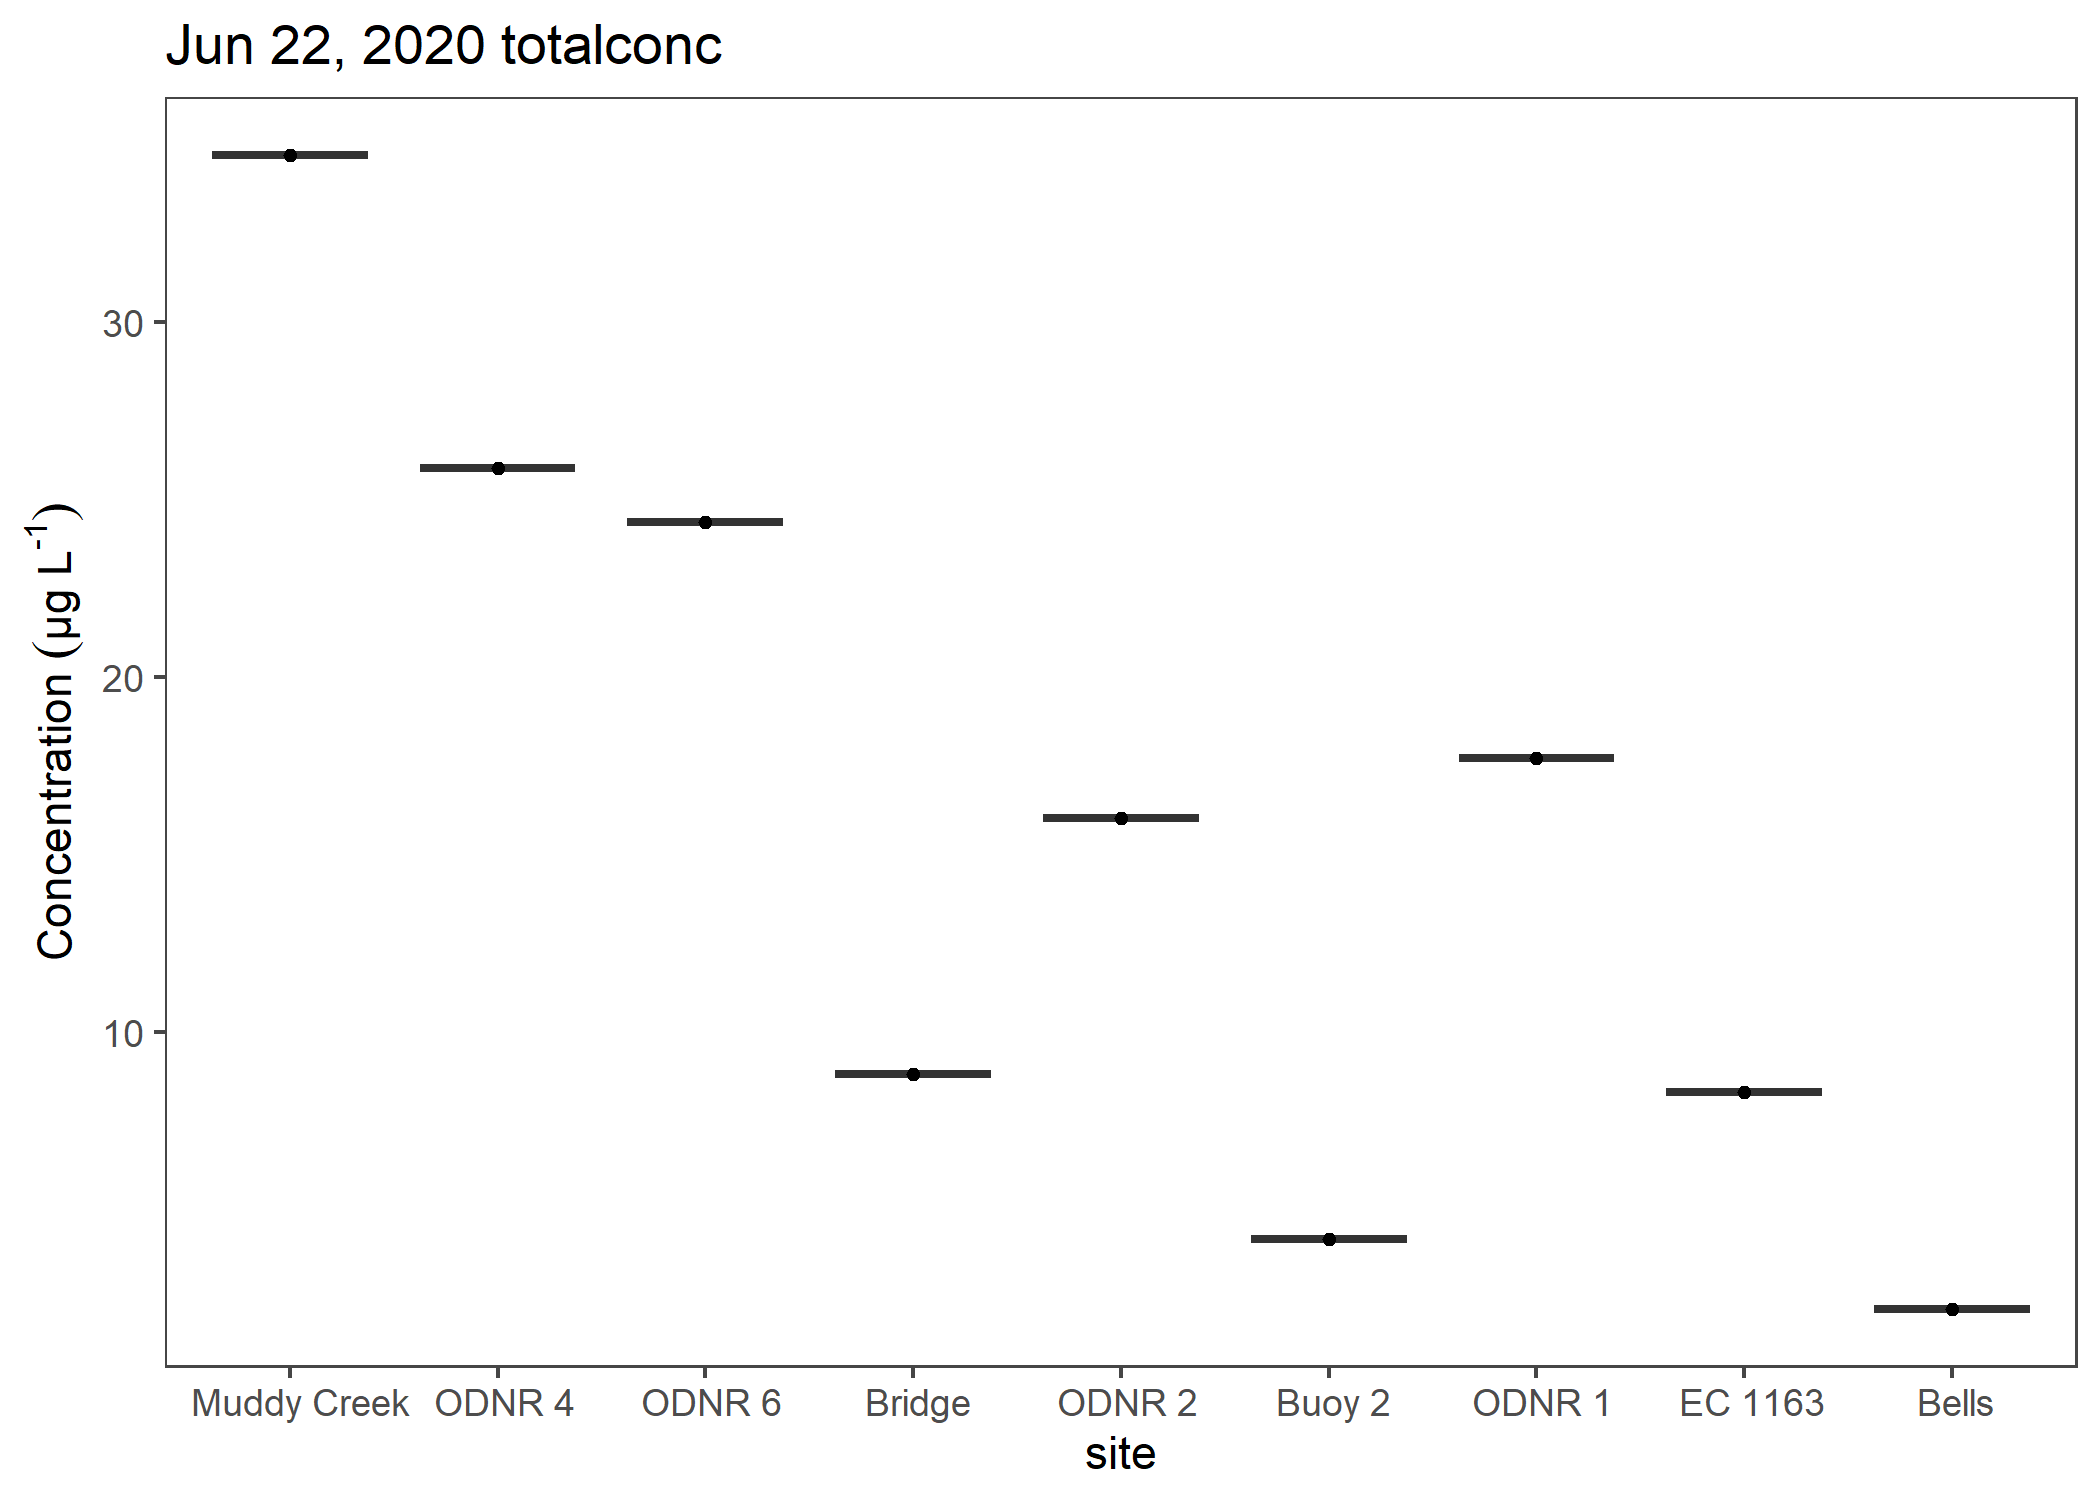 Jun 22, 2020 totalconc
Concentration (µg L⁻¹)
30
20
10
Muddy Creek ODNR 4 ODNR 6 Bridge ODNR 2 Buoy 2 ODNR 1 EC 1163 Bells
site